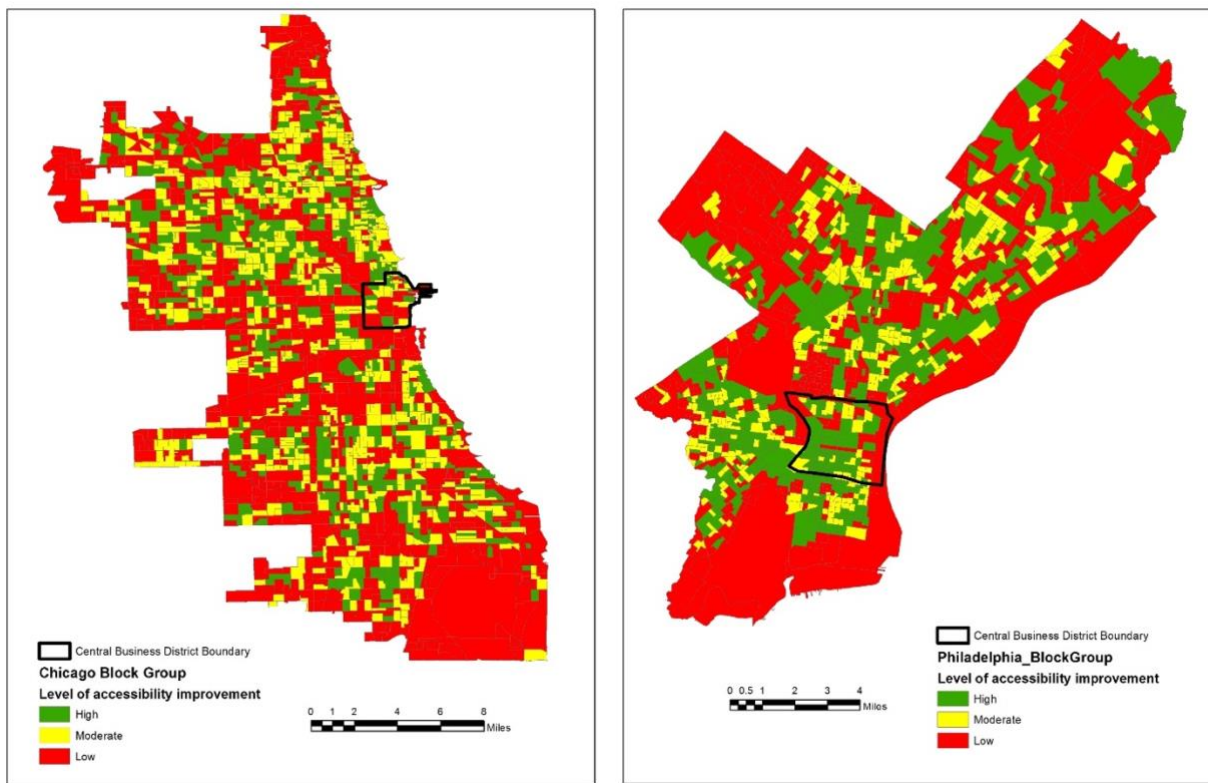 Central Business District Boundary
Chicago Block Group
Level of accessibility improvement
High
Moderate
Low
0 1 2 4 6 8
Miles
Central Business District Boundary
Philadelphia_BlockGroup
Level of accessibility improvement
High
Moderate
Low
0 0.5 1 2 3 4
Miles